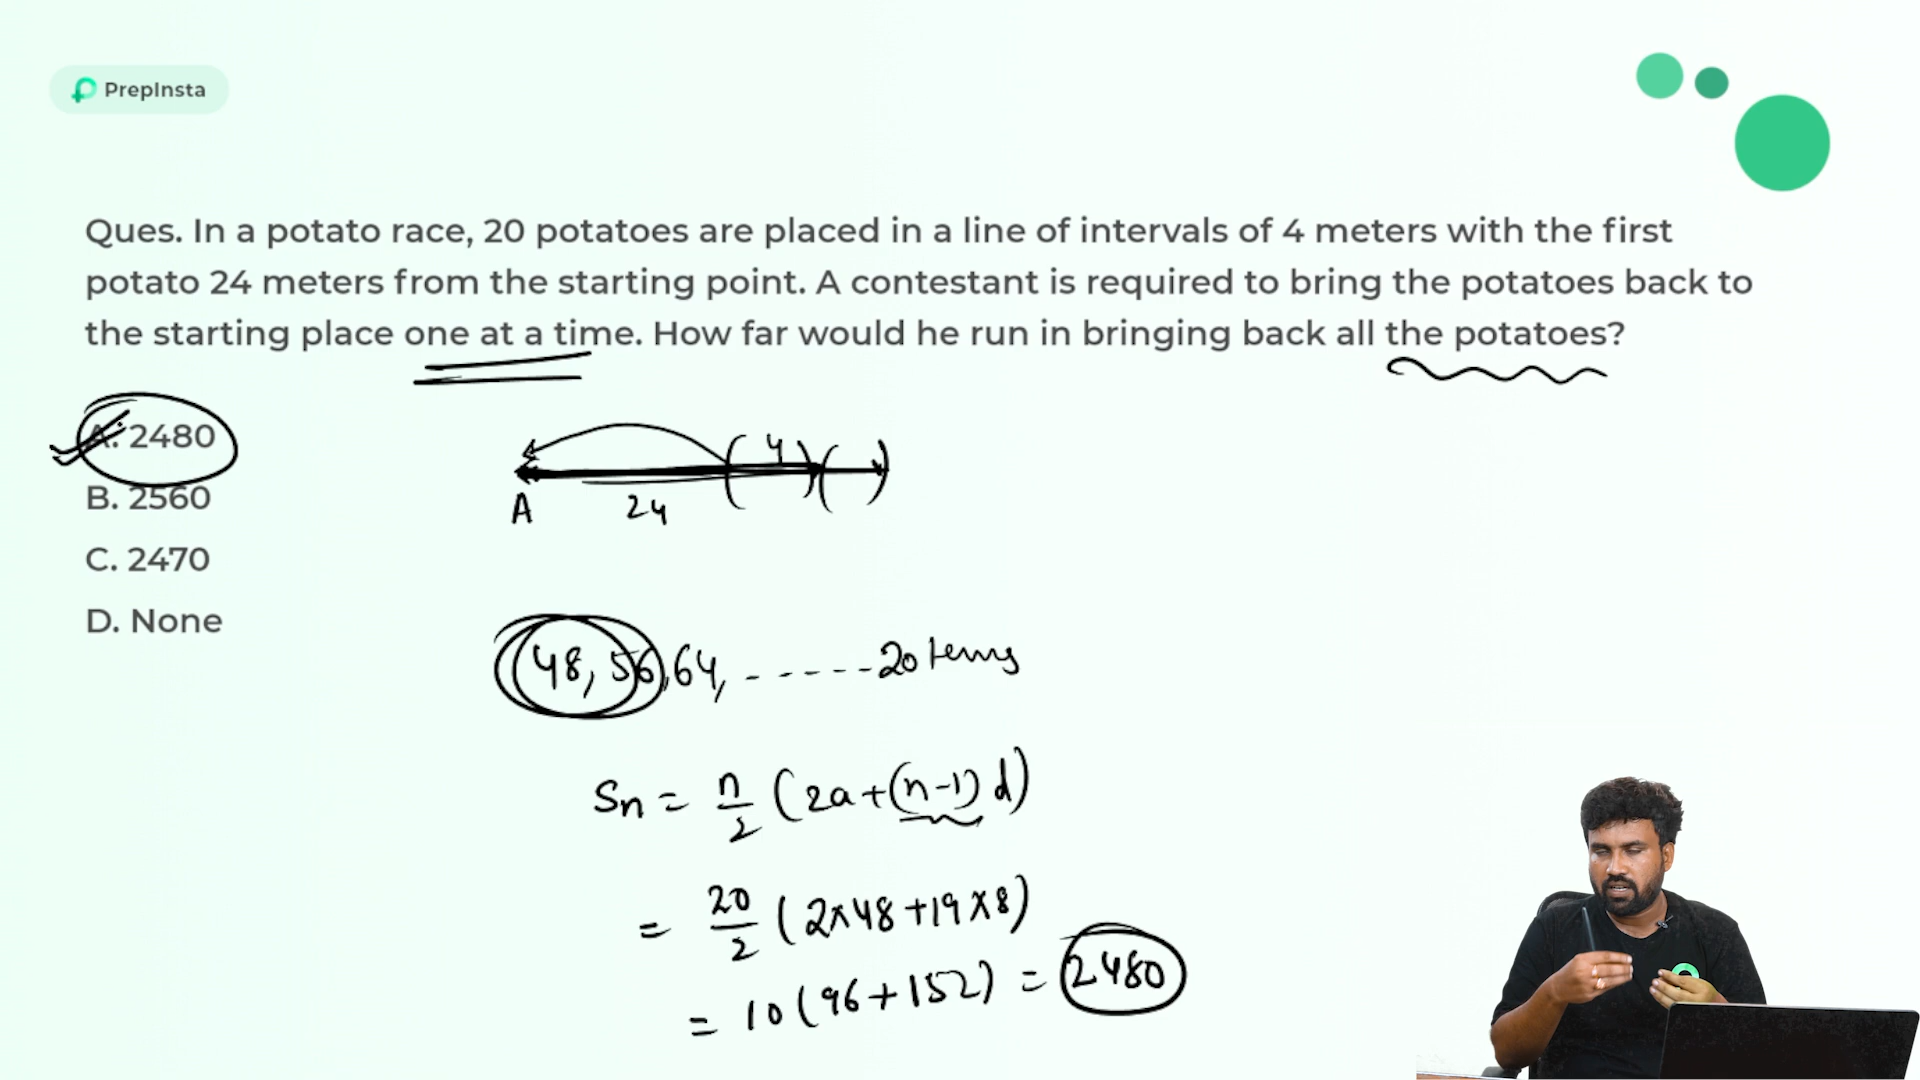 PrepInsta
Ques. In a potato race, 20 potatoes are placed in a line of intervals of 4 meters with the first
potato 24 meters from the starting point. A contestant is required to bring the potatoes back to
the starting place one at a time. How far would he run in bringing back all the potatoes?
A. 2480
B. 2560
C. 2470
D. None
( 4 ) ( )
A 24
48, 56, 64, ------20 terms
Sn = n/2 (2a+(n-1)d)
= 20/2 (2×48+19×8)
= 10(96+152) = 2480